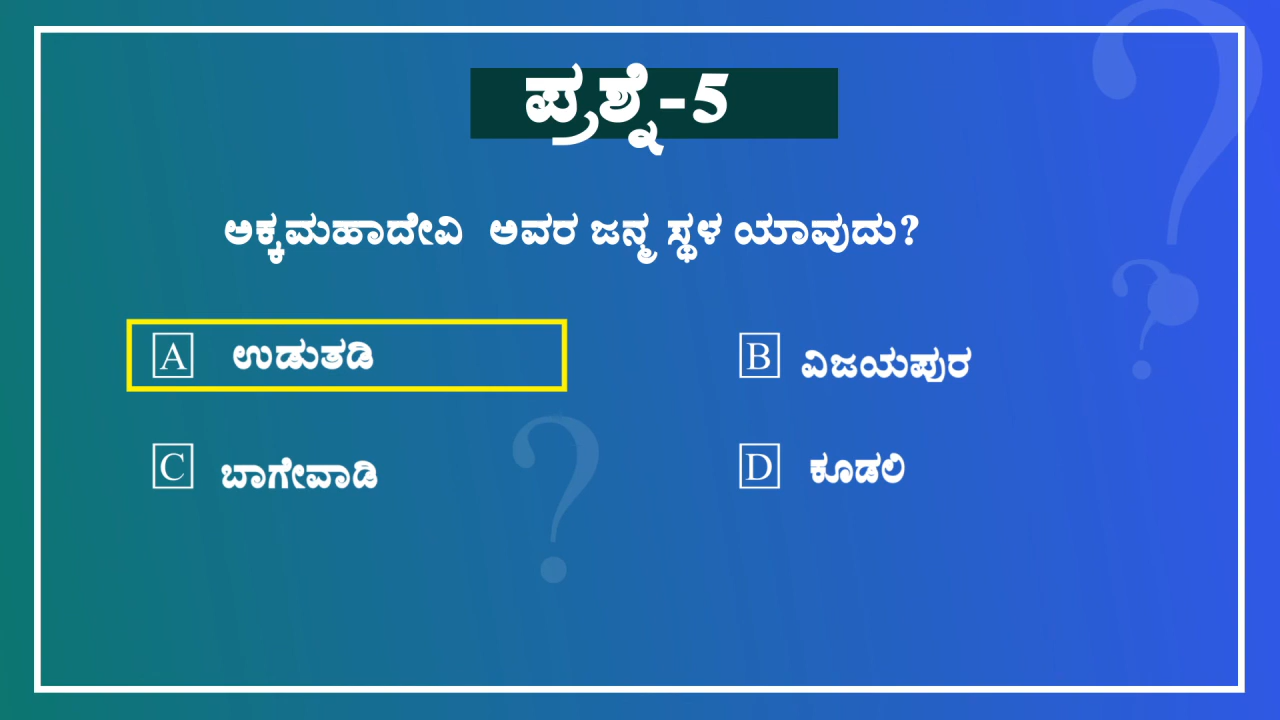 ಪ್ರಶ್ನೆ-5
ಅಕ್ಕಮಹಾದೇವಿ ಅವರ ಜನ್ಮ ಸ್ಥಳ ಯಾವುದು?
A ಉಡುತಡಿ
B ವಿಜಯಪುರ
C ಬಾಗೇವಾಡಿ
D ಕೂಡಲಿ